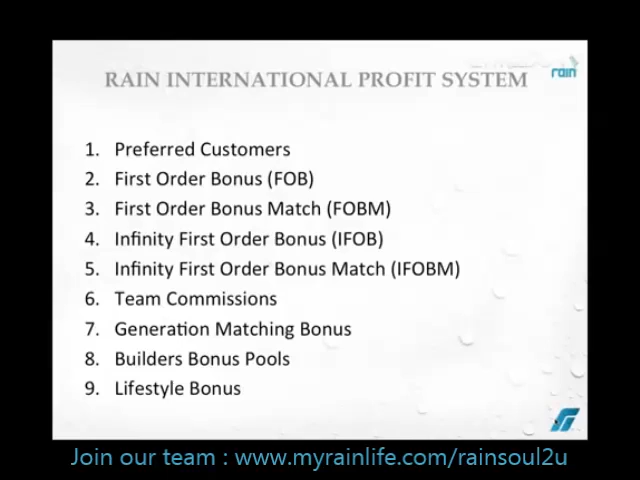 RAIN INTERNATIONAL PROFIT SYSTEM
rain
1. Preferred Customers
2. First Order Bonus (FOB)
3. First Order Bonus Match (FOBM)
4. Infinity First Order Bonus (IFOB)
5. Infinity First Order Bonus Match (IFOBM)
6. Team Commissions
7. Generation Matching Bonus
8. Builders Bonus Pools
9. Lifestyle Bonus
Join our team : www.myrainlife.com/rainsoul2u